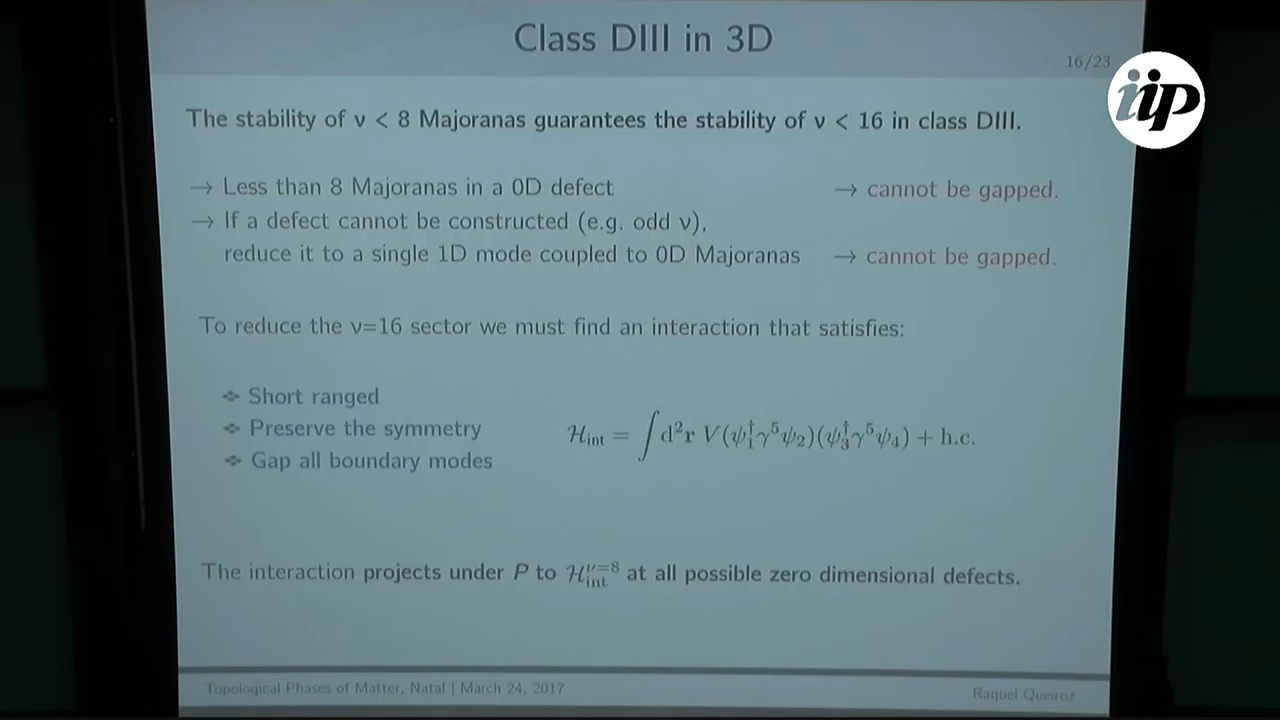 Class DIII in 3D
16/23
iip
The stability of ν < 8 Majoranas guarantees the stability of ν < 16 in class DIII.
→ Less than 8 Majoranas in a 0D defect → cannot be gapped.
→ If a defect cannot be constructed (e.g. odd ν),
reduce it to a single 1D mode coupled to 0D Majoranas → cannot be gapped.
To reduce the ν=16 sector we must find an interaction that satisfies:
❖ Short ranged
❖ Preserve the symmetry
❖ Gap all boundary modes
ℋ_int = ∫ d²r V(ψ₁†γ⁵ψ₂)(ψ₃†γ⁵ψ₄) + h.c.
The interaction projects under P to ℋ_int^{ν=8} at all possible zero dimensional defects.
Topological Phases of Matter, Natal | March 24, 2017
Raquel Queiroz